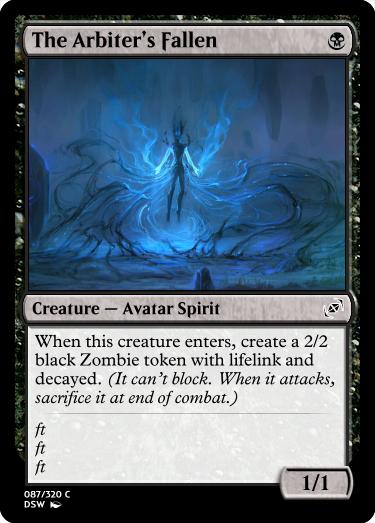 The Arbiter's Fallen
Creature — Avatar Spirit
When this creature enters, create a 2/2
black Zombie token with lifelink and
decayed. (It can't block. When it attacks,
sacrifice it at end of combat.)
ft
ft
ft
1/1
087/320 C
DSW